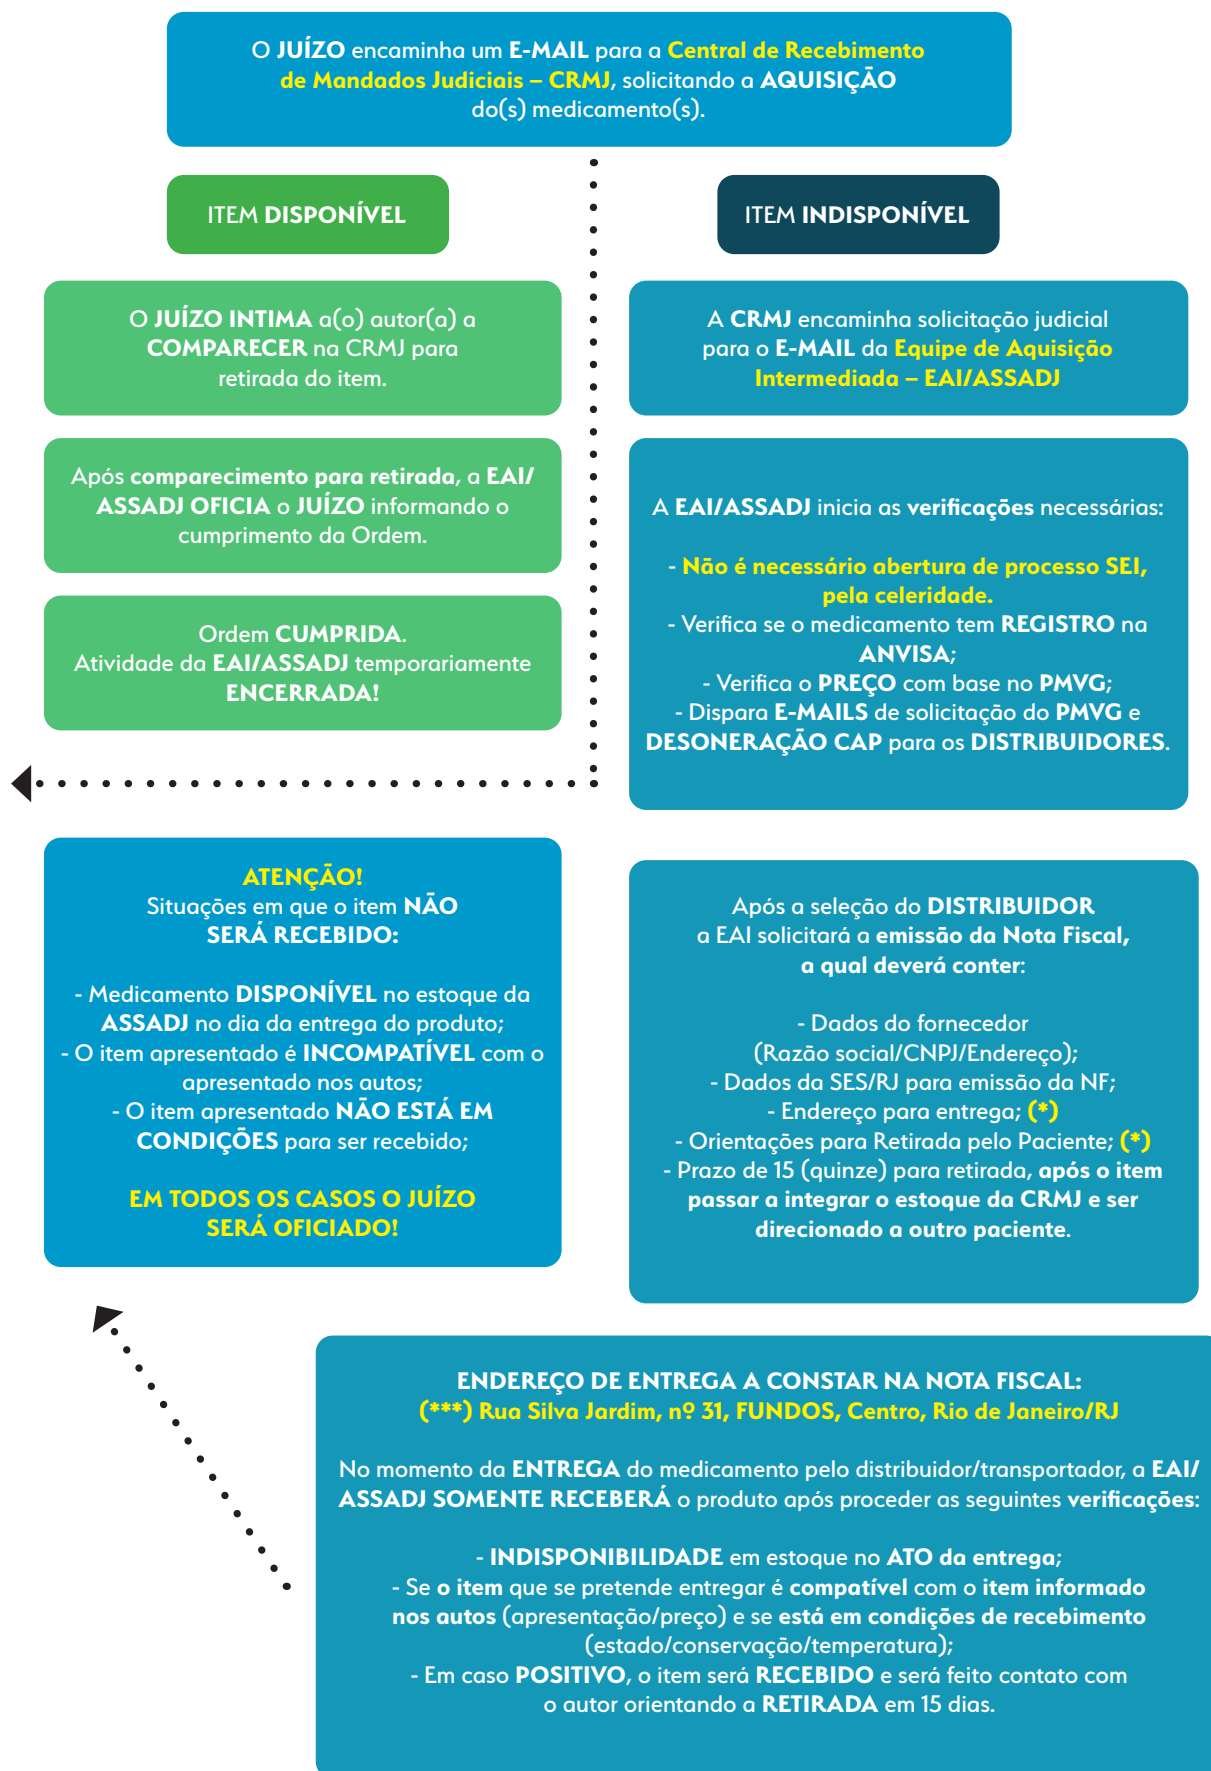 O JUÍZO encaminha um E-MAIL para a Central de Recebimento
de Mandados Judiciais – CRMJ, solicitando a AQUISIÇÃO
do(s) medicamento(s).
ITEM DISPONÍVEL
O JUÍZO INTIMA a(o) autor(a) a
COMPARECER na CRMJ para
retirada do item.
Após comparecimento para retirada, a EAI/
ASSADJ OFICIA o JUÍZO informando o
cumprimento da Ordem.
Ordem CUMPRIDA.
Atividade da EAI/ASSADJ temporariamente
ENCERRADA!
ITEM INDISPONÍVEL
A CRMJ encaminha solicitação judicial
para o E-MAIL da Equipe de Aquisição
Intermediada – EAI/ASSADJ
A EAI/ASSADJ inicia as verificações necessárias:
- Não é necessário abertura de processo SEI,
pela celeridade.
- Verifica se o medicamento tem REGISTRO na
ANVISA;
- Verifica o PREÇO com base no PMVG;
- Dispara E-MAILS de solicitação do PMVG e
DESONERAÇÃO CAP para os DISTRIBUIDORES.
Após a seleção do DISTRIBUIDOR
a EAI solicitará a emissão da Nota Fiscal,
a qual deverá conter:
- Dados do fornecedor
(Razão social/CNPJ/Endereço);
- Dados da SES/RJ para emissão da NF;
- Endereço para entrega; (*)
- Orientações para Retirada pelo Paciente; (*)
- Prazo de 15 (quinze) para retirada, após o item
passar a integrar o estoque da CRMJ e ser
direcionado a outro paciente.
ENDEREÇO DE ENTREGA A CONSTAR NA NOTA FISCAL:
(***) Rua Silva Jardim, nº 31, FUNDOS, Centro, Rio de Janeiro/RJ
No momento da ENTREGA do medicamento pelo distribuidor/transportador, a EAI/
ASSADJ SOMENTE RECEBERÁ o produto após proceder as seguintes verificações:
- INDISPONIBILIDADE em estoque no ATO da entrega;
- Se o item que se pretende entregar é compatível com o item informado
nos autos (apresentação/preço) e se está em condições de recebimento
(estado/conservação/temperatura);
- Em caso POSITIVO, o item será RECEBIDO e será feito contato com
o autor orientando a RETIRADA em 15 dias.
ATENÇÃO!
Situações em que o item NÃO
SERÁ RECEBIDO:
- Medicamento DISPONÍVEL no estoque da
ASSADJ no dia da entrega do produto;
- O item apresentado é INCOMPATÍVEL com o
apresentado nos autos;
- O item apresentado NÃO ESTÁ EM
CONDIÇÕES para ser recebido;
EM TODOS OS CASOS O JUÍZO
SERÁ OFICIADO!